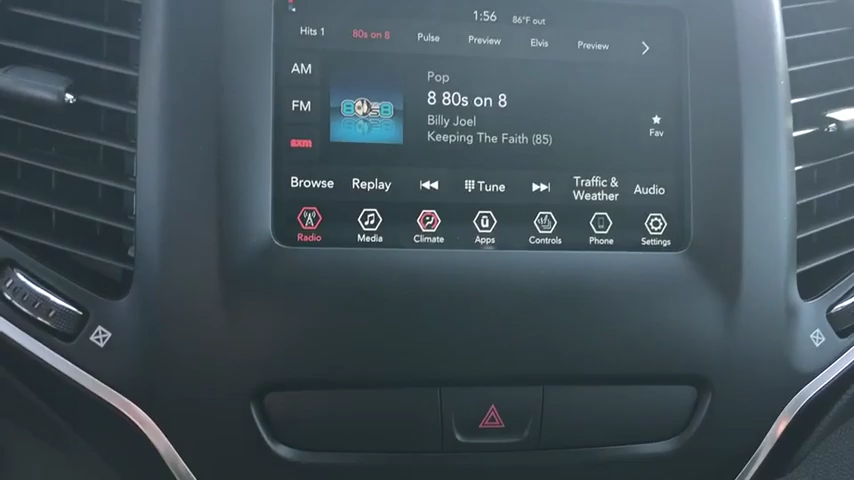 1:56 86°F out
Hits 1 80s on 8 Pulse Preview Elvis Preview
AM
FM
sxm
80s8
Pop
8 80s on 8
Billy Joel
Keeping The Faith (85)
Fav
Browse Replay Tune Traffic & Weather Audio
Radio Media Climate Apps Controls Phone Settings